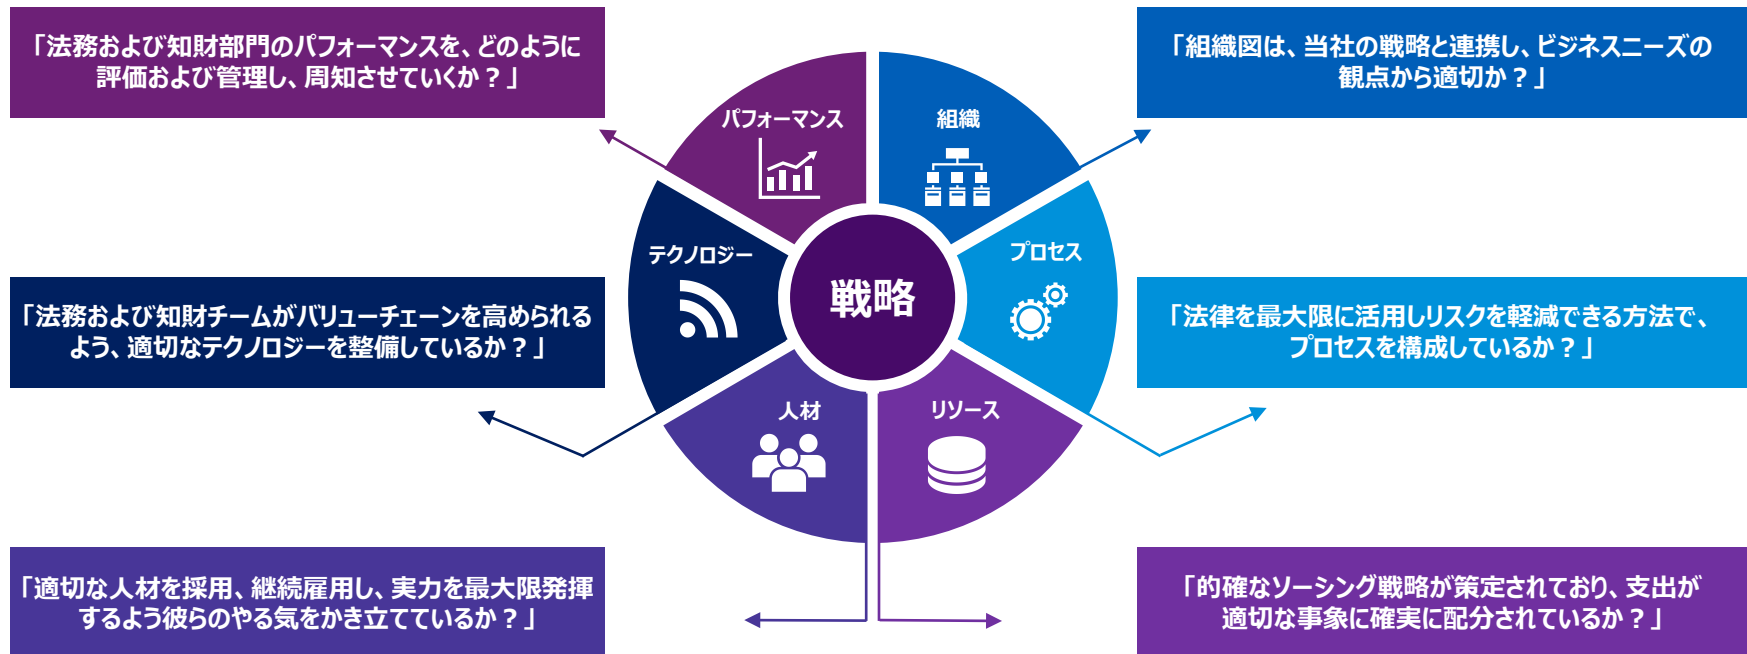 「法務および知財部門のパフォーマンスを、どのように
評価および管理し、周知させていくか？」
「組織図は、当社の戦略と連携し、ビジネスニーズの
観点から適切か？」
パフォーマンス
組織
テクノロジー
プロセス
戦略
「法務および知財チームがバリューチェーンを高められる
よう、適切なテクノロジーを整備しているか？」
「法律を最大限に活用しリスクを軽減できる方法で、
プロセスを構成しているか？」
人材
リソース
「適切な人材を採用、継続雇用し、実力を最大限発揮
するよう彼らのやる気をかき立てているか？」
「的確なソーシング戦略が策定されており、支出が
適切な事象に確実に配分されているか？」